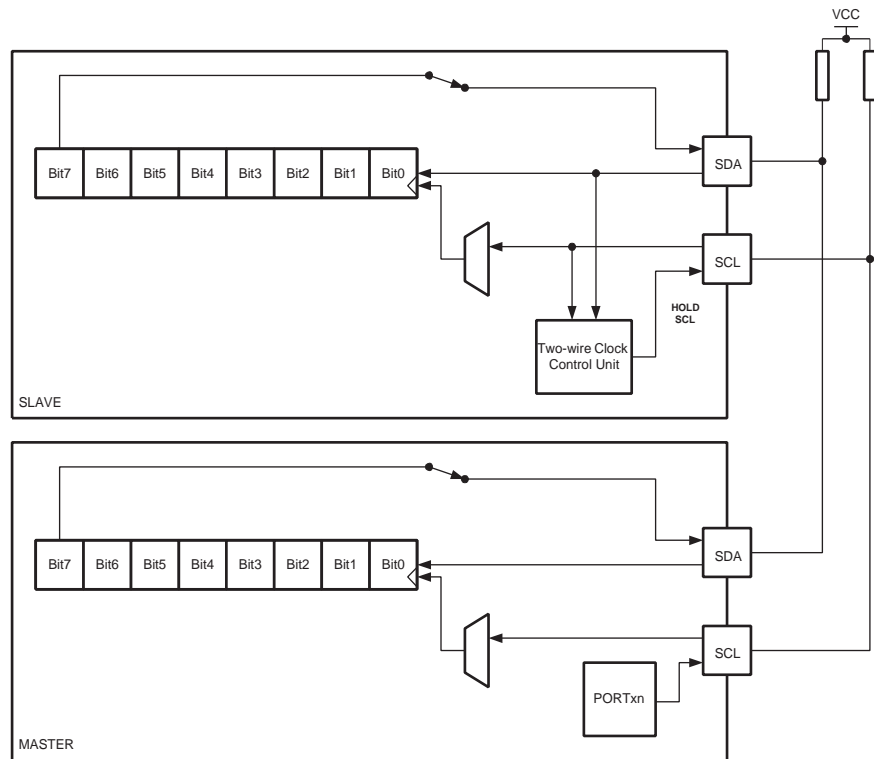 VCC
Bit7 Bit6 Bit5 Bit4 Bit3 Bit2 Bit1 Bit0
SDA
SCL
HOLD
SCL
Two-wire Clock
Control Unit
SLAVE
Bit7 Bit6 Bit5 Bit4 Bit3 Bit2 Bit1 Bit0
SDA
SCL
PORTxn
MASTER